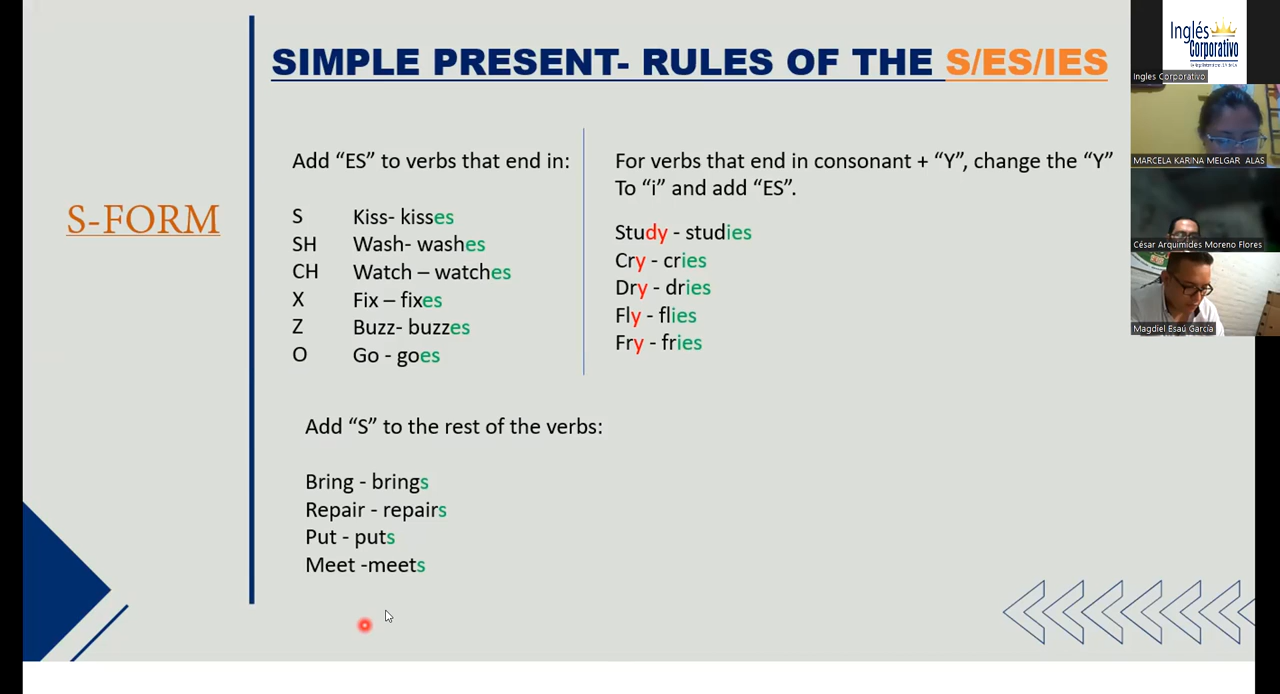 SIMPLE PRESENT- RULES OF THE S/ES/IES
S-FORM
Add “ES” to verbs that end in:
S Kiss- kisses
SH Wash- washes
CH Watch – watches
X Fix – fixes
Z Buzz- buzzes
O Go - goes
For verbs that end in consonant + “Y”, change the “Y”
To “i” and add “ES”.
Study - studies
Cry - cries
Dry - dries
Fly - flies
Fry - fries
Add “S” to the rest of the verbs:
Bring - brings
Repair - repairs
Put - puts
Meet -meets
Inglés
Corporativo
Ingles Corporativo
MARCELA KARINA MELGAR ALAS
César Arquimides Moreno Flores
Magdiel Esaú García